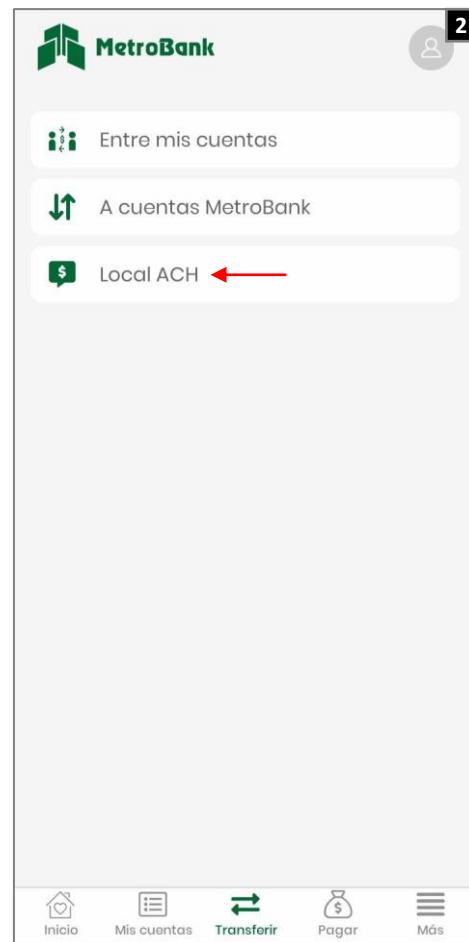 MetroBank
2
Entre mis cuentas
A cuentas MetroBank
$
Local ACH
Inicio
Mis cuentas
Transferir
$
Pagar
Más